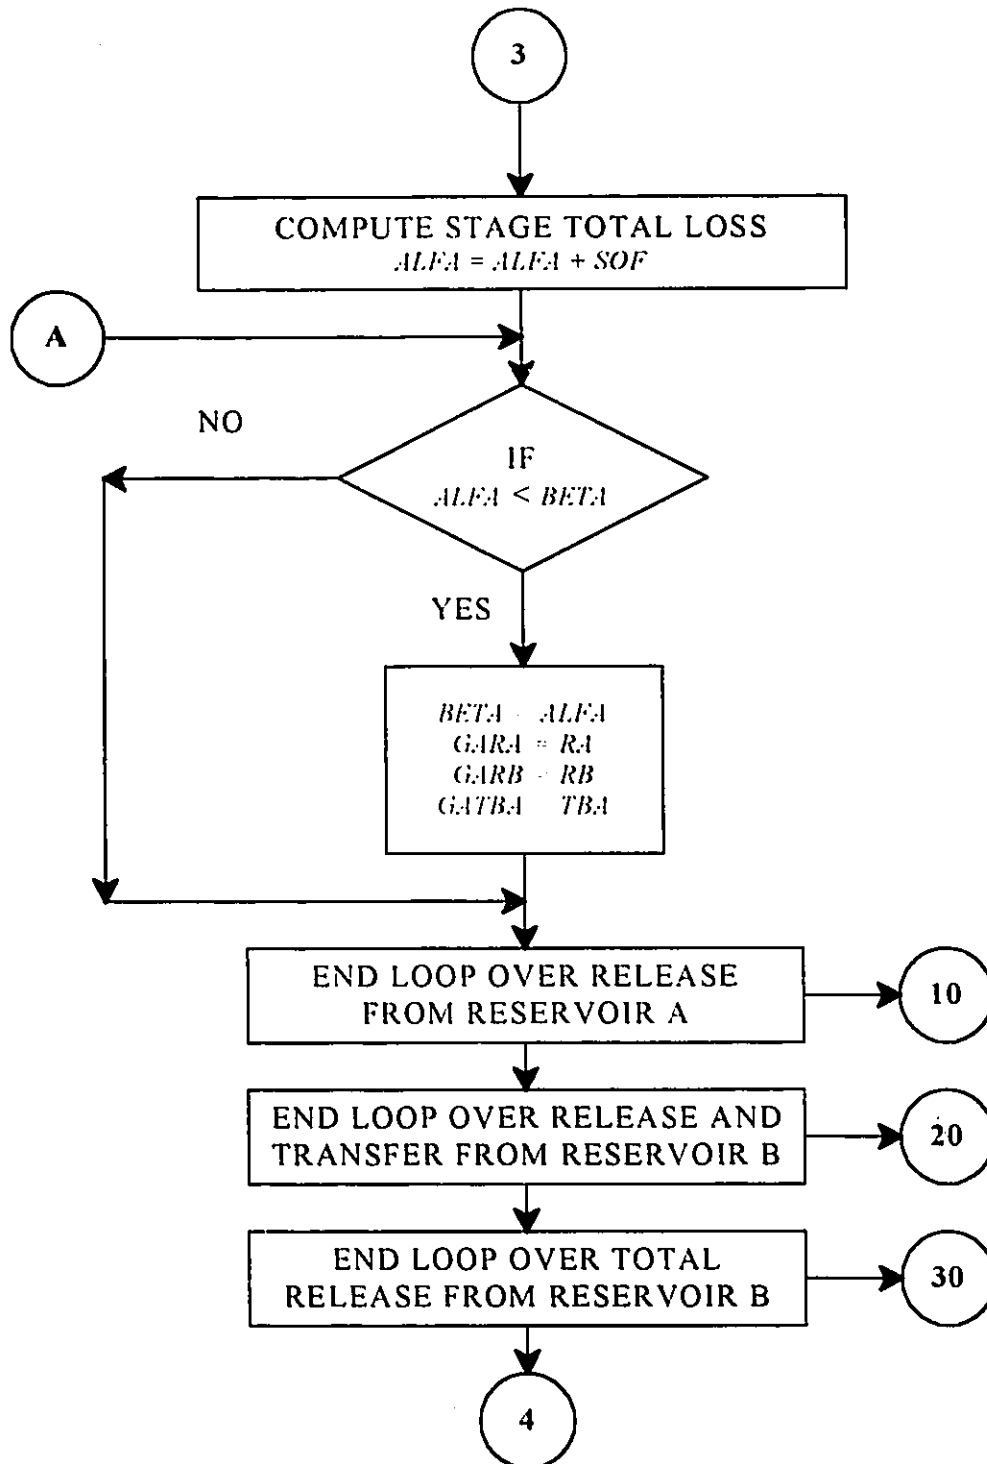 3
COMPUTE STAGE TOTAL LOSS
ALFA = ALFA + SOF
A
NO
IF
ALFA < BETA
YES
BETA - ALFA
GARA = RA
GARB - RB
GATBA TBA
END LOOP OVER RELEASE
FROM RESERVOIR A
10
END LOOP OVER RELEASE AND
TRANSFER FROM RESERVOIR B
20
END LOOP OVER TOTAL
RELEASE FROM RESERVOIR B
30
4